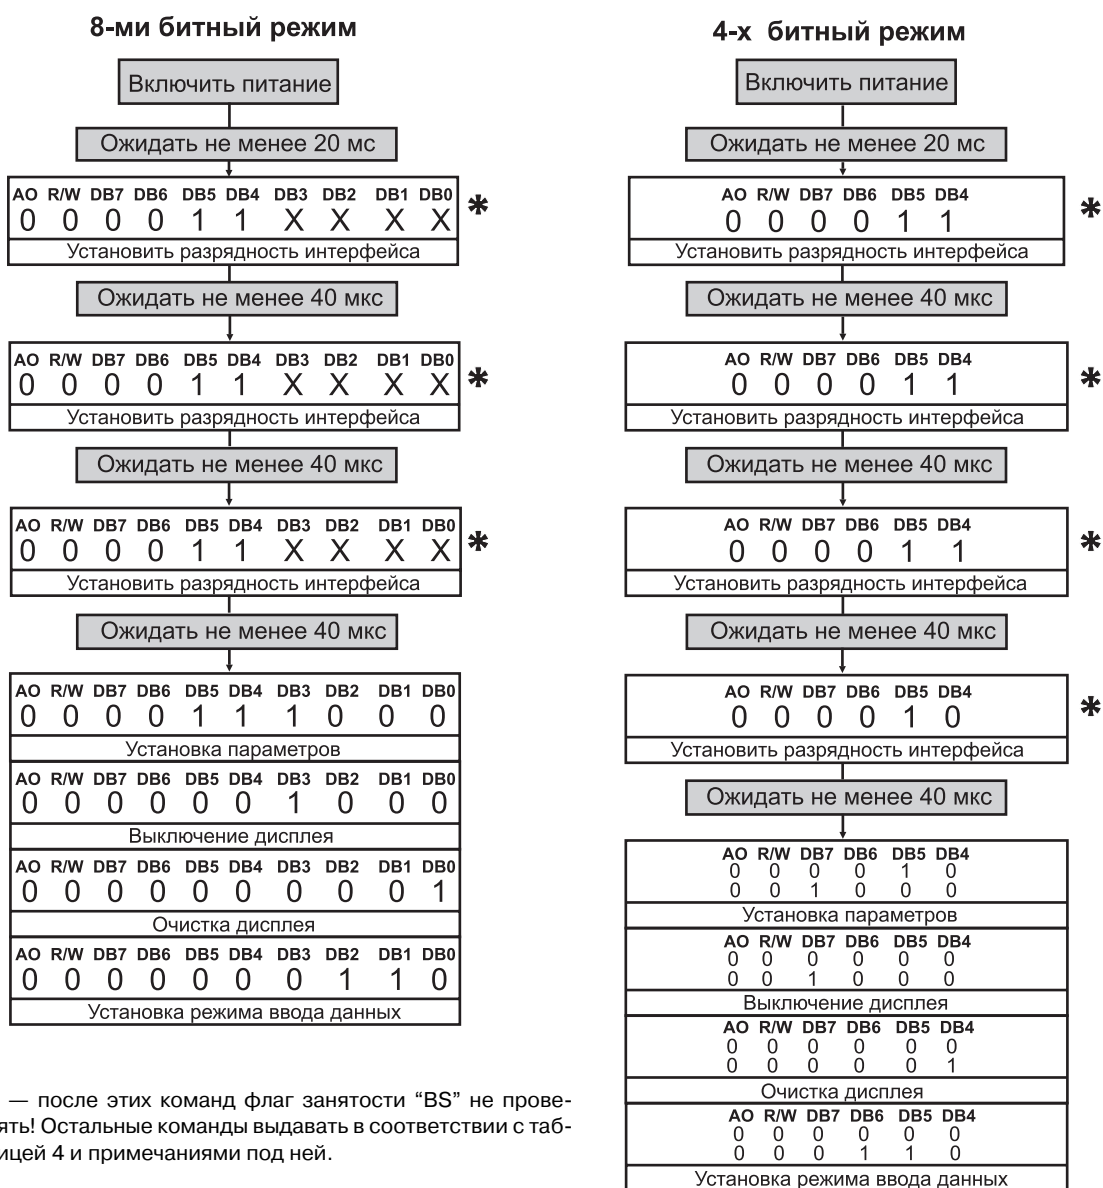 8-ми битный режим
Включить питание
Ожидать не менее 20 мс
AO R/W DB7 DB6 DB5 DB4 DB3 DB2 DB1 DB0
0 0 0 0 1 1 X X X X *
Установить разрядность интерфейса
Ожидать не менее 40 мкс
AO R/W DB7 DB6 DB5 DB4 DB3 DB2 DB1 DB0
0 0 0 0 1 1 X X X X *
Установить разрядность интерфейса
Ожидать не менее 40 мкс
AO R/W DB7 DB6 DB5 DB4 DB3 DB2 DB1 DB0
0 0 0 0 1 1 X X X X *
Установить разрядность интерфейса
Ожидать не менее 40 мкс
AO R/W DB7 DB6 DB5 DB4 DB3 DB2 DB1 DB0
0 0 0 0 1 1 1 0 0 0
Установка параметров
AO R/W DB7 DB6 DB5 DB4 DB3 DB2 DB1 DB0
0 0 0 0 0 0 1 0 0 0
Выключение дисплея
AO R/W DB7 DB6 DB5 DB4 DB3 DB2 DB1 DB0
0 0 0 0 0 0 0 0 0 1
Очистка дисплея
AO R/W DB7 DB6 DB5 DB4 DB3 DB2 DB1 DB0
0 0 0 0 0 0 0 1 1 0
Установка режима ввода данных
— после этих команд флаг занятости “BS” не прове-
ять! Остальные команды выдавать в соответствии с таб-
ицей 4 и примечаниями под ней.
4-х битный режим
Включить питание
Ожидать не менее 20 мс
AO R/W DB7 DB6 DB5 DB4
0 0 0 0 1 1 *
Установить разрядность интерфейса
Ожидать не менее 40 мкс
AO R/W DB7 DB6 DB5 DB4
0 0 0 0 1 1 *
Установить разрядность интерфейса
Ожидать не менее 40 мкс
AO R/W DB7 DB6 DB5 DB4
0 0 0 0 1 1 *
Установить разрядность интерфейса
Ожидать не менее 40 мкс
AO R/W DB7 DB6 DB5 DB4
0 0 0 0 1 0 *
Установить разрядность интерфейса
Ожидать не менее 40 мкс
AO R/W DB7 DB6 DB5 DB4
0 0 0 0 1 0
0 0 1 0 0 0
Установка параметров
AO R/W DB7 DB6 DB5 DB4
0 0 0 0 0 0
0 0 1 0 0 0
Выключение дисплея
AO R/W DB7 DB6 DB5 DB4
0 0 0 0 0 0
0 0 0 0 0 1
Очистка дисплея
AO R/W DB7 DB6 DB5 DB4
0 0 0 0 0 0
0 0 0 1 1 0
Установка режима ввода данных